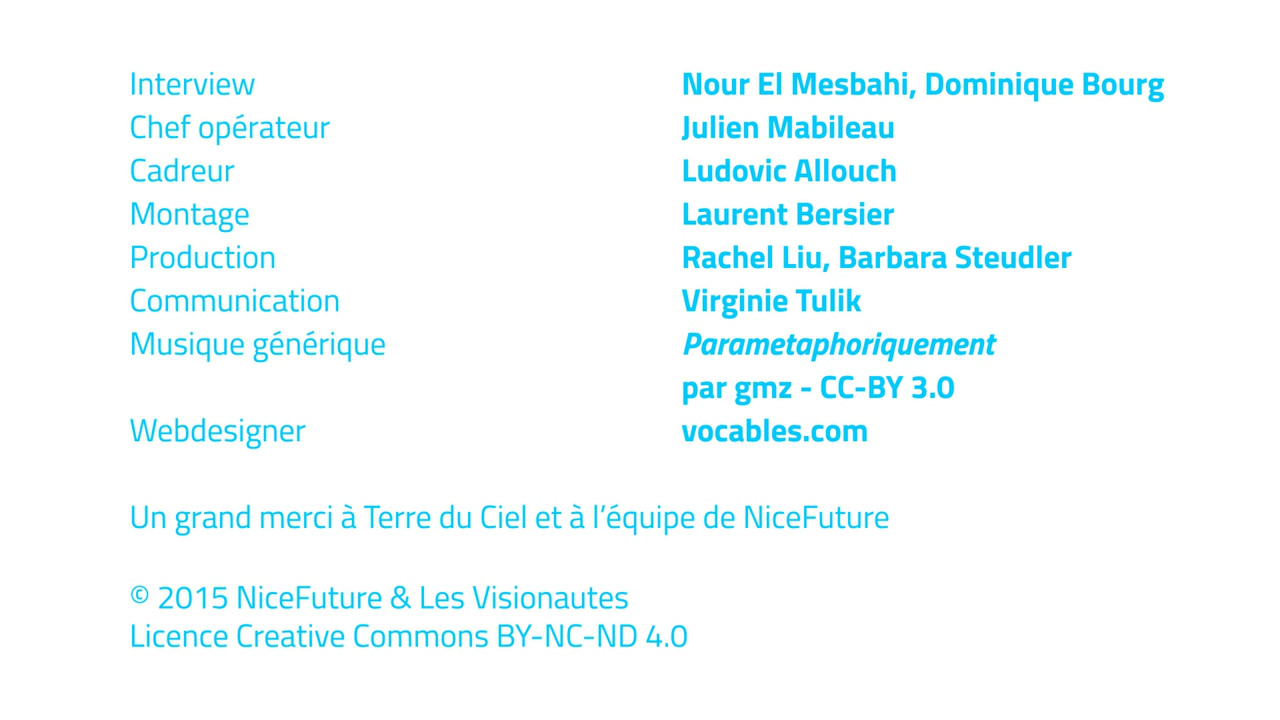 Interview Nour El Mesbahi, Dominique Bourg
Chef opérateur Julien Mabileau
Cadreur Ludovic Allouch
Montage Laurent Bersier
Production Rachel Liu, Barbara Steudler
Communication Virginie Tulik
Musique générique Parametaphoriquement
par gmz - CC-BY 3.0
Webdesigner vocables.com
Un grand merci à Terre du Ciel et à l’équipe de NiceFuture
© 2015 NiceFuture & Les Visionautes
Licence Creative Commons BY-NC-ND 4.0